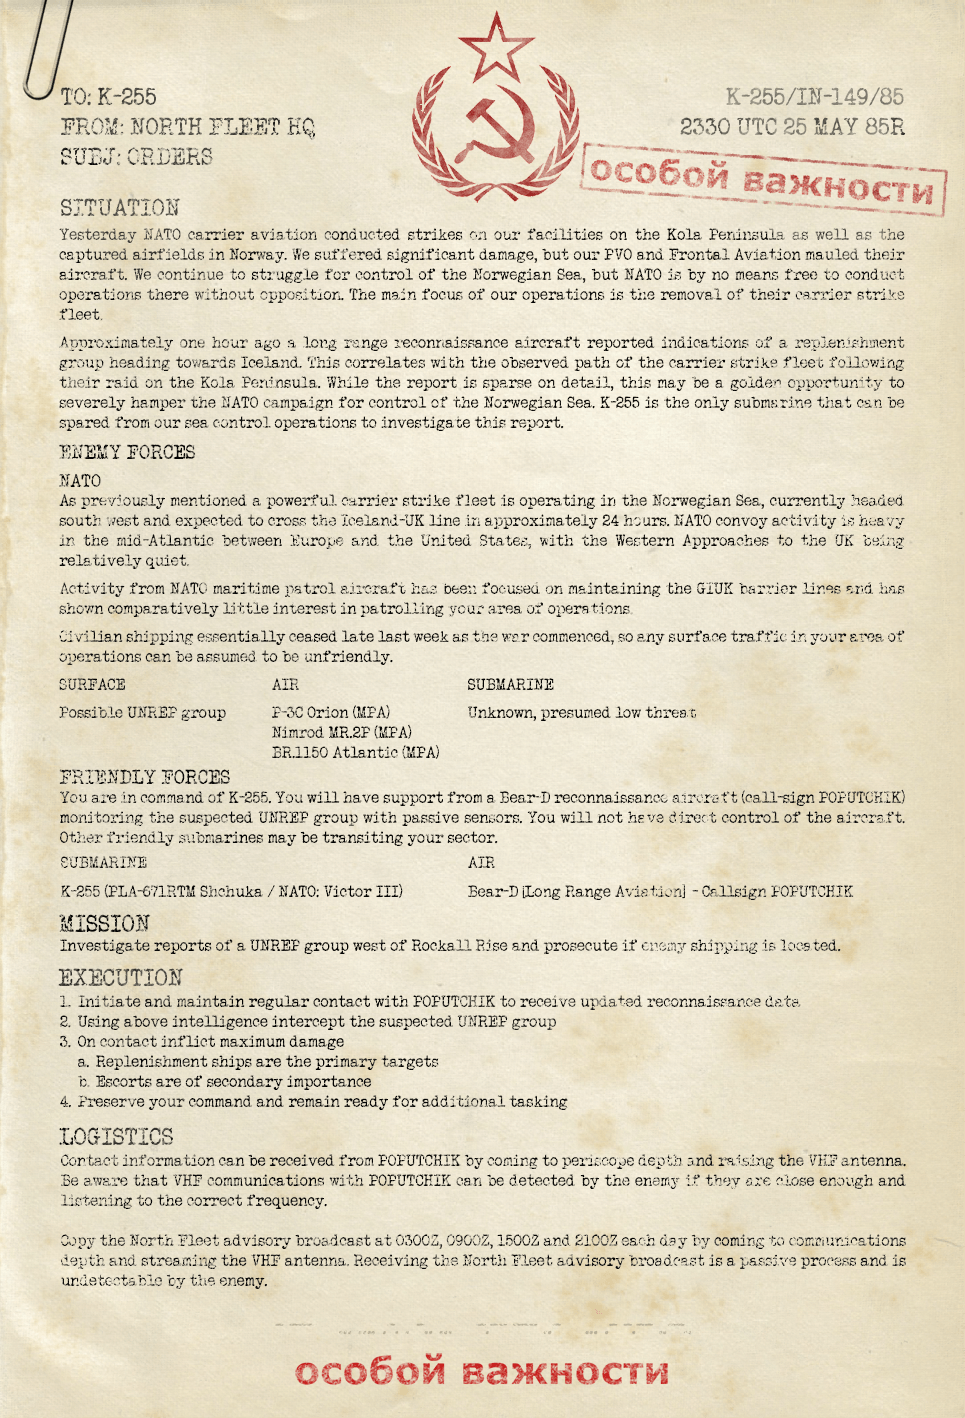 TO: K-255
FROM: NORTH FLEET HQ
SUBJ: ORDERS
K-255/IN-149/85
2330 UTC 25 MAY 85R
особой важности
SITUATION
Yesterday NATO carrier aviation conducted strikes on our facilities on the Kola Peninsula as well as the
captured airfields in Norway. We suffered significant damage, but our PVO and Frontal Aviation mauled their
aircraft. We continue to struggle for control of the Norwegian Sea, but NATO is by no means free to conduct
operations there without opposition. The main focus of our operations is the removal of their carrier strike
fleet.
Approximately one hour ago a long range reconnaissance aircraft reported indications of a replenishment
group heading towards Iceland. This correlates with the observed path of the carrier strike fleet following
their raid on the Kola Peninsula. While the report is sparse on detail, this may be a golden opportunity to
severely hamper the NATO campaign for control of the Norwegian Sea. K-255 is the only submarine that can be
spared from our sea control operations to investigate this report.
ENEMY FORCES
NATO
As previously mentioned a powerful carrier strike fleet is operating in the Norwegian Sea, currently headed
south west and expected to cross the Iceland-UK line in approximately 24 hours. NATO convoy activity is heavy
in the mid-Atlantic between Europe and the United States, with the Western Approaches to the UK being
relatively quiet.
Activity from NATO maritime patrol aircraft has been focused on maintaining the GIUK barrier lines and has
shown comparatively little interest in patrolling your area of operations.
Civilian shipping essentially ceased late last week as the war commenced, so any surface traffic in your area of
operations can be assumed to be unfriendly.
SURFACE AIR SUBMARINE
Possible UNREP group P-3C Orion (MPA) Unknown, presumed low threat
Nimrod MR.2P (MPA)
BR.1150 Atlantic (MPA)
FRIENDLY FORCES
You are in command of K-255. You will have support from a Bear-D reconnaissance aircraft (call-sign POPUTCHIK)
monitoring the suspected UNREP group with passive sensors. You will not have direct control of the aircraft.
Other friendly submarines may be transiting your sector.
SUBMARINE AIR
K-255 (PLA-671RTM Shchuka / NATO: Victor III) Bear-D [Long Range Aviation] - Callsign POPUTCHIK
MISSION
Investigate reports of a UNREP group west of Rockall Rise and prosecute if enemy shipping is located.
EXECUTION
1. Initiate and maintain regular contact with POPUTCHIK to receive updated reconnaissance data
2. Using above intelligence intercept the suspected UNREP group
3. On contact inflict maximum damage
a. Replenishment ships are the primary targets
b. Escorts are of secondary importance
4. Preserve your command and remain ready for additional tasking
LOGISTICS
Contact information can be received from POPUTCHIK by coming to periscope depth and raising the VHF antenna.
Be aware that VHF communications with POPUTCHIK can be detected by the enemy if they are close enough and
listening to the correct frequency.
Copy the North Fleet advisory broadcast at 0300Z, 0900Z, 1500Z and 2100Z each day by coming to communications
depth and streaming the VHF antenna. Receiving the North Fleet advisory broadcast is a passive process and is
undetectable by the enemy.
особой важности